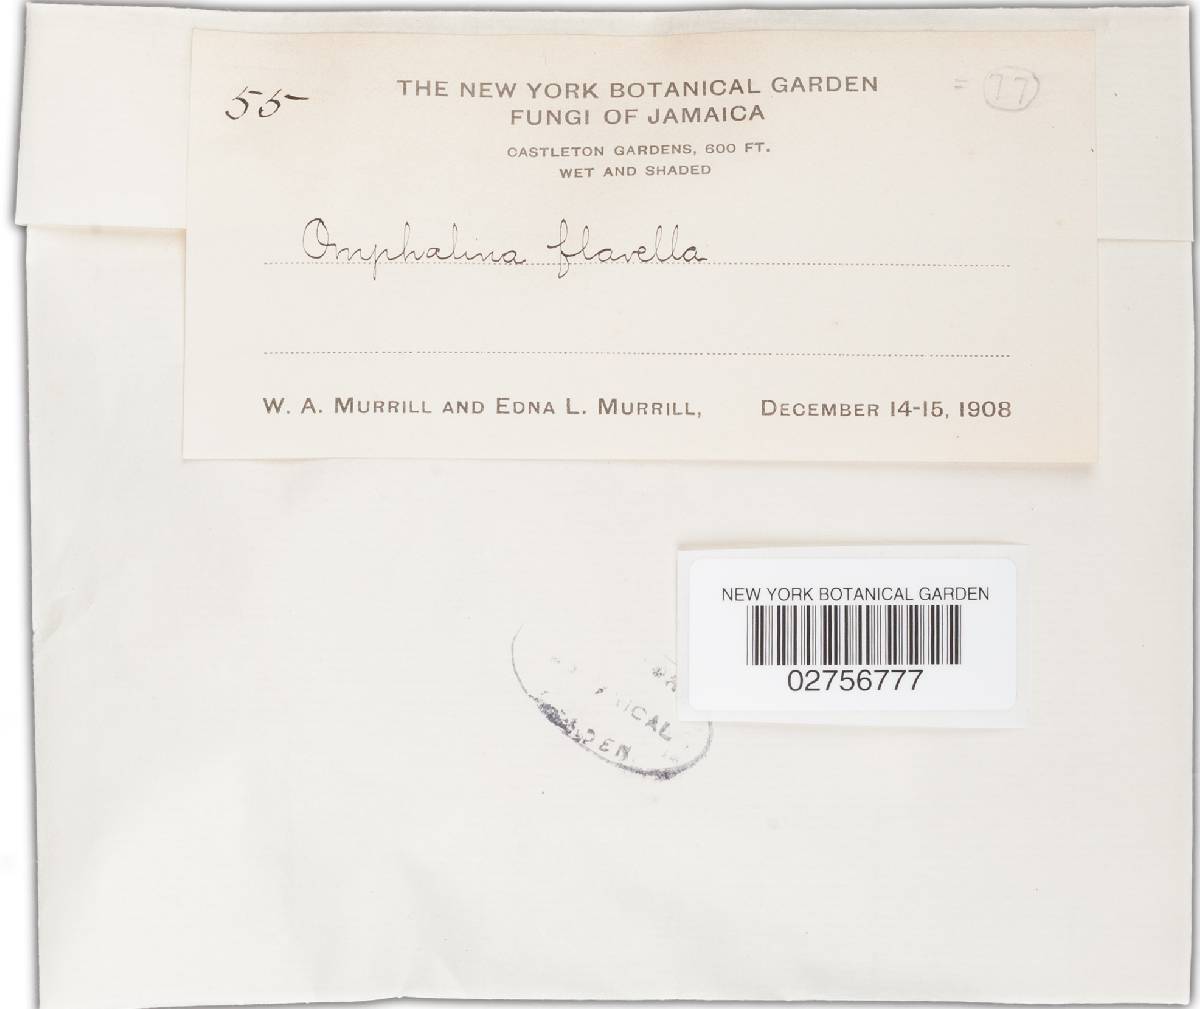 55
= 77
THE NEW YORK BOTANICAL GARDEN
FUNGI OF JAMAICA
CASTLETON GARDENS, 600 FT.
WET AND SHADED
Omphalina flavella
W. A. MURRILL AND EDNA L. MURRILL, DECEMBER 14-15, 1908
NEW YORK BOTANICAL GARDEN
02756777